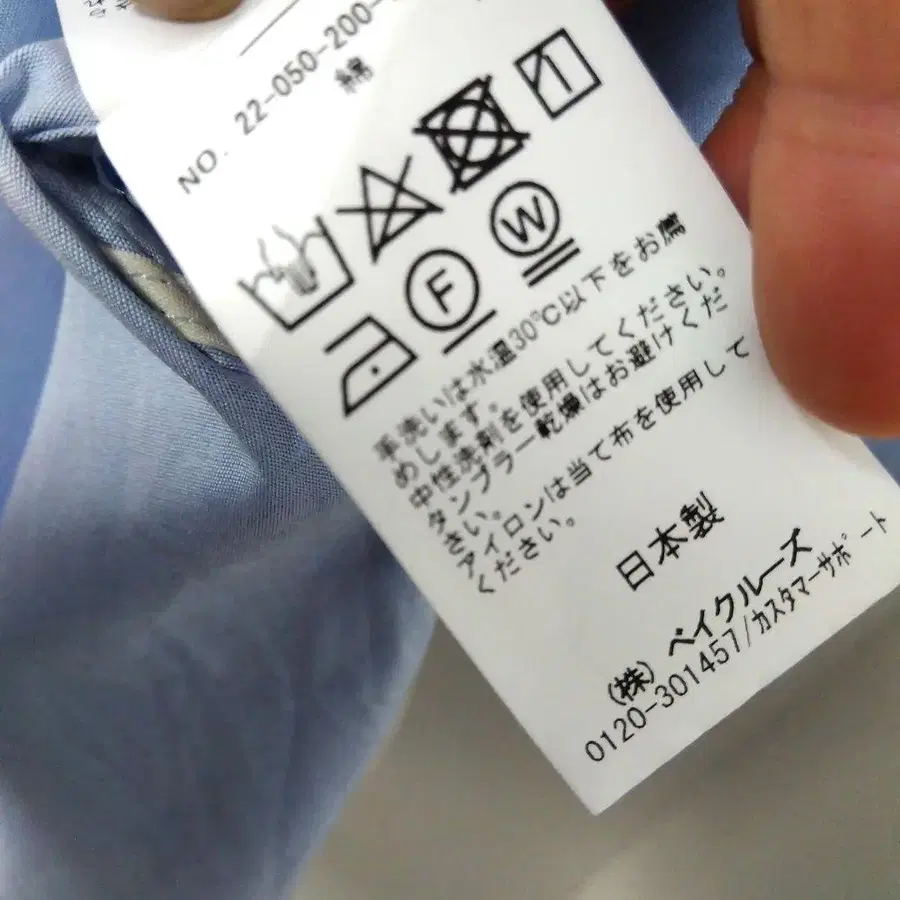 NO. 22-050-200-
綿
F
W
手洗いは水温30℃以下をお薦
めします。
中性洗剤を使用してください。
タンブラー乾燥はお避けくだ
さい。
アイロンは当て布を使用して
ください。
日本製
(株) ベイクルーズ
0120-301457/カスタマーサポート